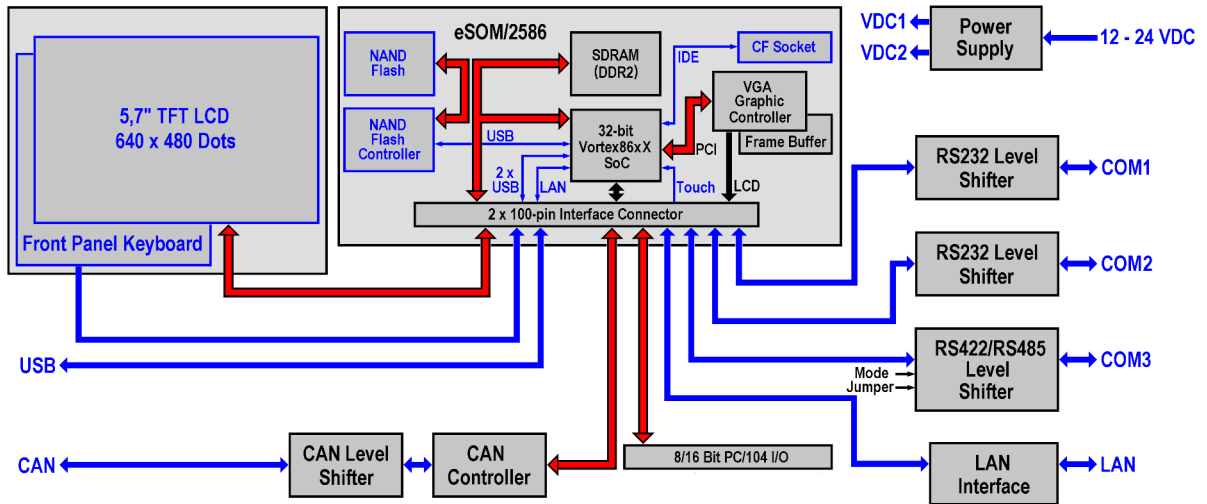 eSOM/2586
VDC1
VDC2
Power
Supply
12 - 24 VDC
5,7" TFT LCD
640 x 480 Dots
Front Panel Keyboard
NAND
Flash
SDRAM
(DDR2)
IDE
CF Socket
VGA
Graphic
Controller
Frame Buffer
NAND
Flash
Controller
USB
32-bit
Vortex86xX
SoC
PCI
2 x
USB
LAN
Touch
LCD
2 x 100-pin Interface Connector
RS232 Level
Shifter
COM1
RS232 Level
Shifter
COM2
RS422/RS485
Level
Shifter
COM3
Mode
Jumper
USB
CAN
CAN Level
Shifter
CAN
Controller
8/16 Bit PC/104 I/O
LAN
Interface
LAN